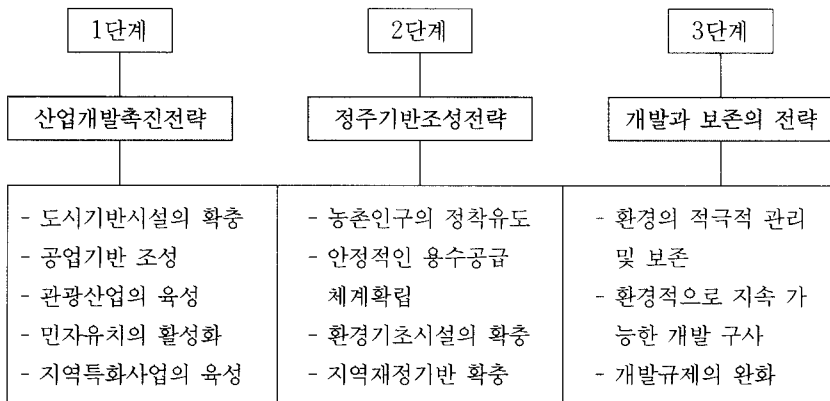 1단계
2단계
3단계
산업개발촉진전략
정주기반조성전략
개발과 보존의 전략
- 도시기반시설의 확충
- 공업기반 조성
- 관광산업의 육성
- 민자유치의 활성화
- 지역특화사업의 육성
- 농촌인구의 정착유도
- 안정적인 용수공급
체계확립
- 환경기초시설의 확충
- 지역재정기반 확충
- 환경의 적극적 관리
및 보존
- 환경적으로 지속 가
능한 개발 구사
- 개발규제의 완화